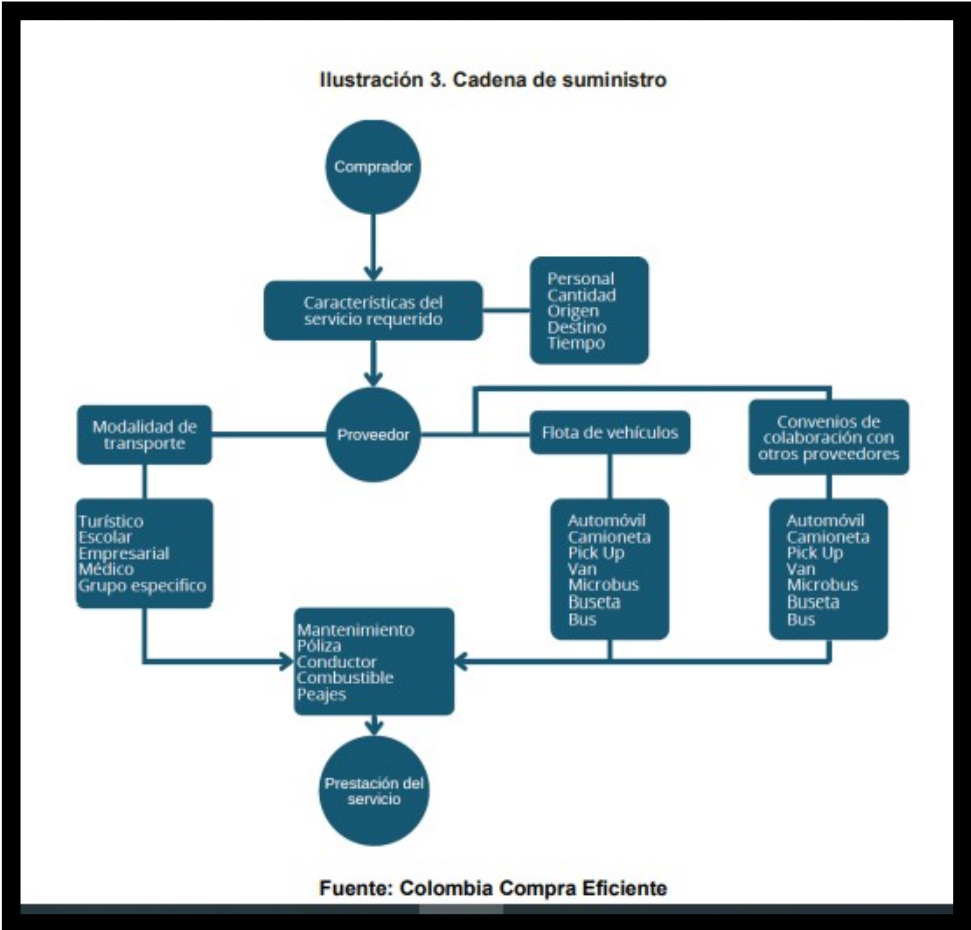 Ilustración 3. Cadena de suministro
Comprador
Características del
servicio requerido
Personal
Cantidad
Origen
Destino
Tiempo
Modalidad de
transporte
Proveedor
Flota de vehículos
Convenios de
colaboración con
otros proveedores
Turístico
Escolar
Empresarial
Médico
Grupo especifico
Automóvil
Camioneta
Pick Up
Van
Microbus
Buseta
Bus
Automóvil
Camioneta
Pick Up
Van
Microbus
Buseta
Bus
Mantenimiento
Póliza
Conductor
Combustible
Peajes
Prestación del
servicio
Fuente: Colombia Compra Eficiente